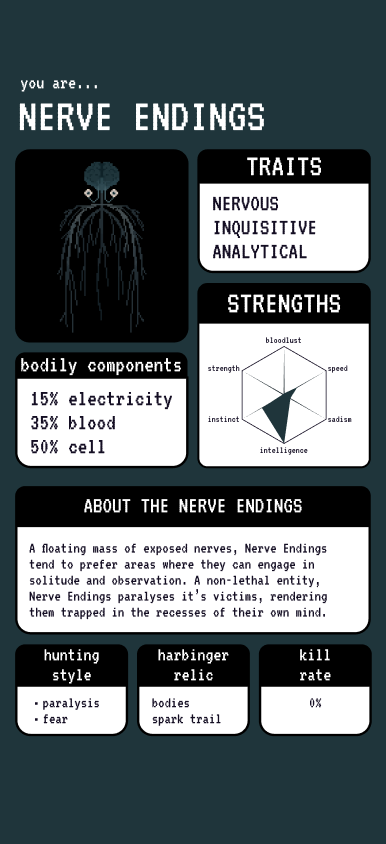 you are...
NERVE ENDINGS
TRAITS
NERVOUS
INQUISITIVE
ANALYTICAL
STRENGTHS
bloodlust
strength
speed
instinct
sadism
intelligence
bodily components
15% electricity
35% blood
50% cell
ABOUT THE NERVE ENDINGS
A floating mass of exposed nerves, Nerve Endings
tend to prefer areas where they can engage in
solitude and observation. A non-lethal entity,
Nerve Endings paralyses it's victims, rendering
them trapped in the recesses of their own mind.
hunting
style
• paralysis
• fear
harbinger
relic
bodies
spark trail
kill
rate
0%